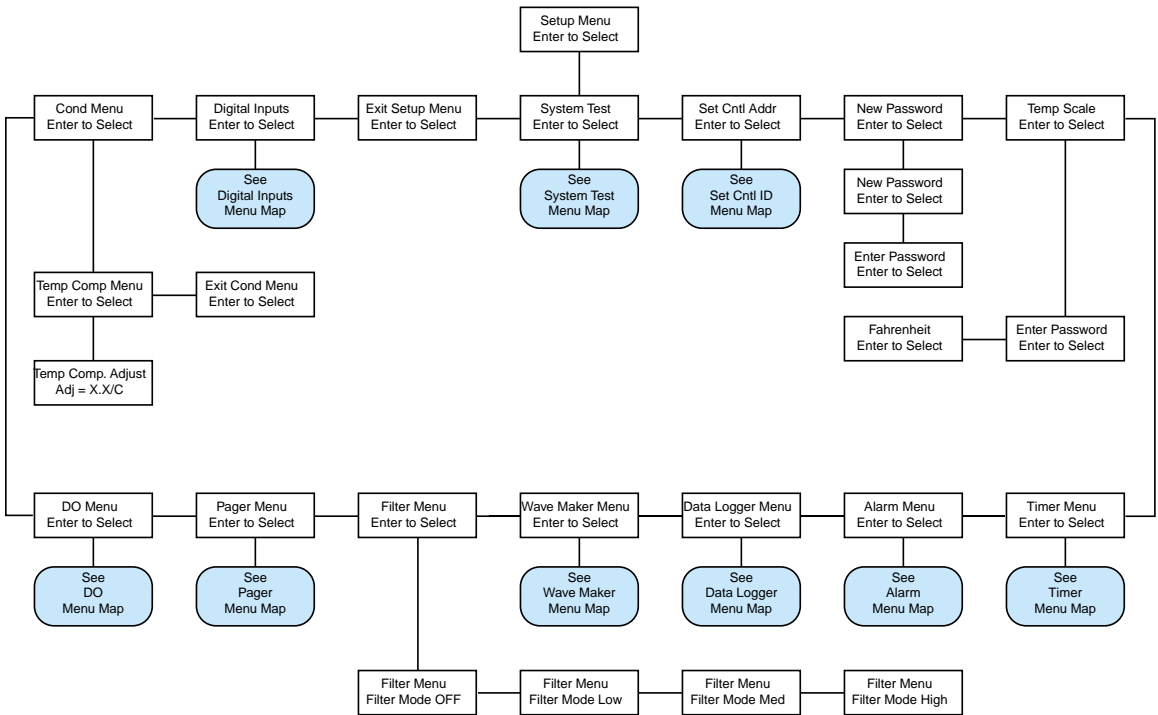 Setup Menu
Enter to Select
Cond Menu
Enter to Select
Digital Inputs
Enter to Select
Exit Setup Menu
Enter to Select
System Test
Enter to Select
Set Cntl Addr
Enter to Select
New Password
Enter to Select
Temp Scale
Enter to Select
See
Digital Inputs
Menu Map
See
System Test
Menu Map
See
Set Cntl ID
Menu Map
New Password
Enter to Select
Enter Password
Enter to Select
Temp Comp Menu
Enter to Select
Exit Cond Menu
Enter to Select
Fahrenheit
Enter to Select
Enter Password
Enter to Select
Temp Comp. Adjust
Adj = X.X/C
DO Menu
Enter to Select
Pager Menu
Enter to Select
Filter Menu
Enter to Select
Wave Maker Menu
Enter to Select
Data Logger Menu
Enter to Select
Alarm Menu
Enter to Select
Timer Menu
Enter to Select
See
DO
Menu Map
See
Pager
Menu Map
See
Wave Maker
Menu Map
See
Data Logger
Menu Map
See
Alarm
Menu Map
See
Timer
Menu Map
Filter Menu
Filter Mode OFF
Filter Menu
Filter Mode Low
Filter Menu
Filter Mode Med
Filter Menu
Filter Mode High